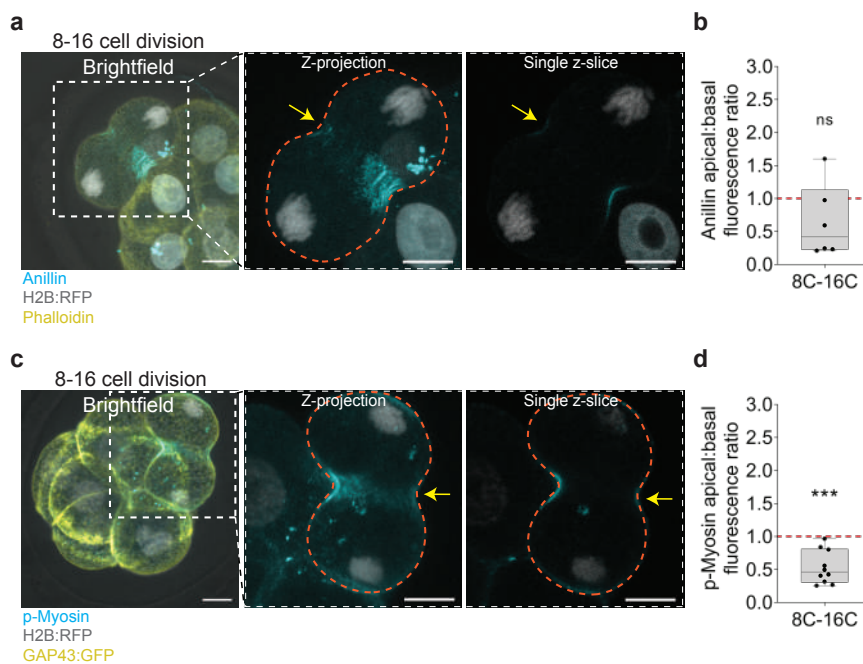 a
8-16 cell division
Brightfield
Z-projection
Single z-slice
Anillin
H2B:RFP
Phalloidin
b
Anillin apical:basal
fluorescence ratio
3.0
2.5
2.0
1.5
1.0
0.5
0.0
ns
8C-16C
c
8-16 cell division
Brightfield
Z-projection
Single z-slice
p-Myosin
H2B:RFP
GAP43:GFP
d
p-Myosin apical:basal
fluorescence ratio
3.0
2.5
2.0
1.5
1.0
0.5
0.0
***
8C-16C